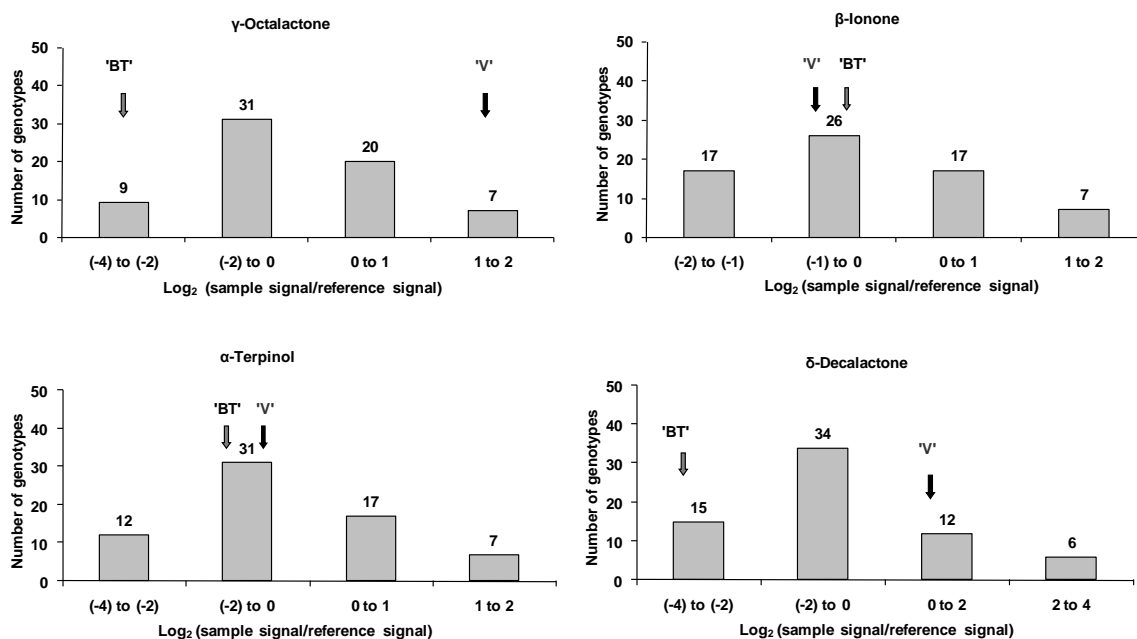 γ-Octalactone
Number of genotypes
50
40
30
20
10
0
'BT'
'V'
9
31
20
7
(-4) to (-2)
(-2) to 0
0 to 1
1 to 2
Log2 (sample signal/reference signal)
β-Ionone
Number of genotypes
50
40
30
20
10
0
'V'
'BT'
17
26
17
7
(-2) to (-1)
(-1) to 0
0 to 1
1 to 2
Log2 (sample signal/reference signal)
α-Terpinol
Number of genotypes
50
40
30
20
10
0
'BT'
'V'
12
31
17
7
(-4) to (-2)
(-2) to 0
0 to 1
1 to 2
Log2 (sample signal/reference signal)
δ-Decalactone
Number of genotypes
50
40
30
20
10
0
'BT'
'V'
15
34
12
6
(-4) to (-2)
(-2) to 0
0 to 2
2 to 4
Log2 (sample signal/reference signal)